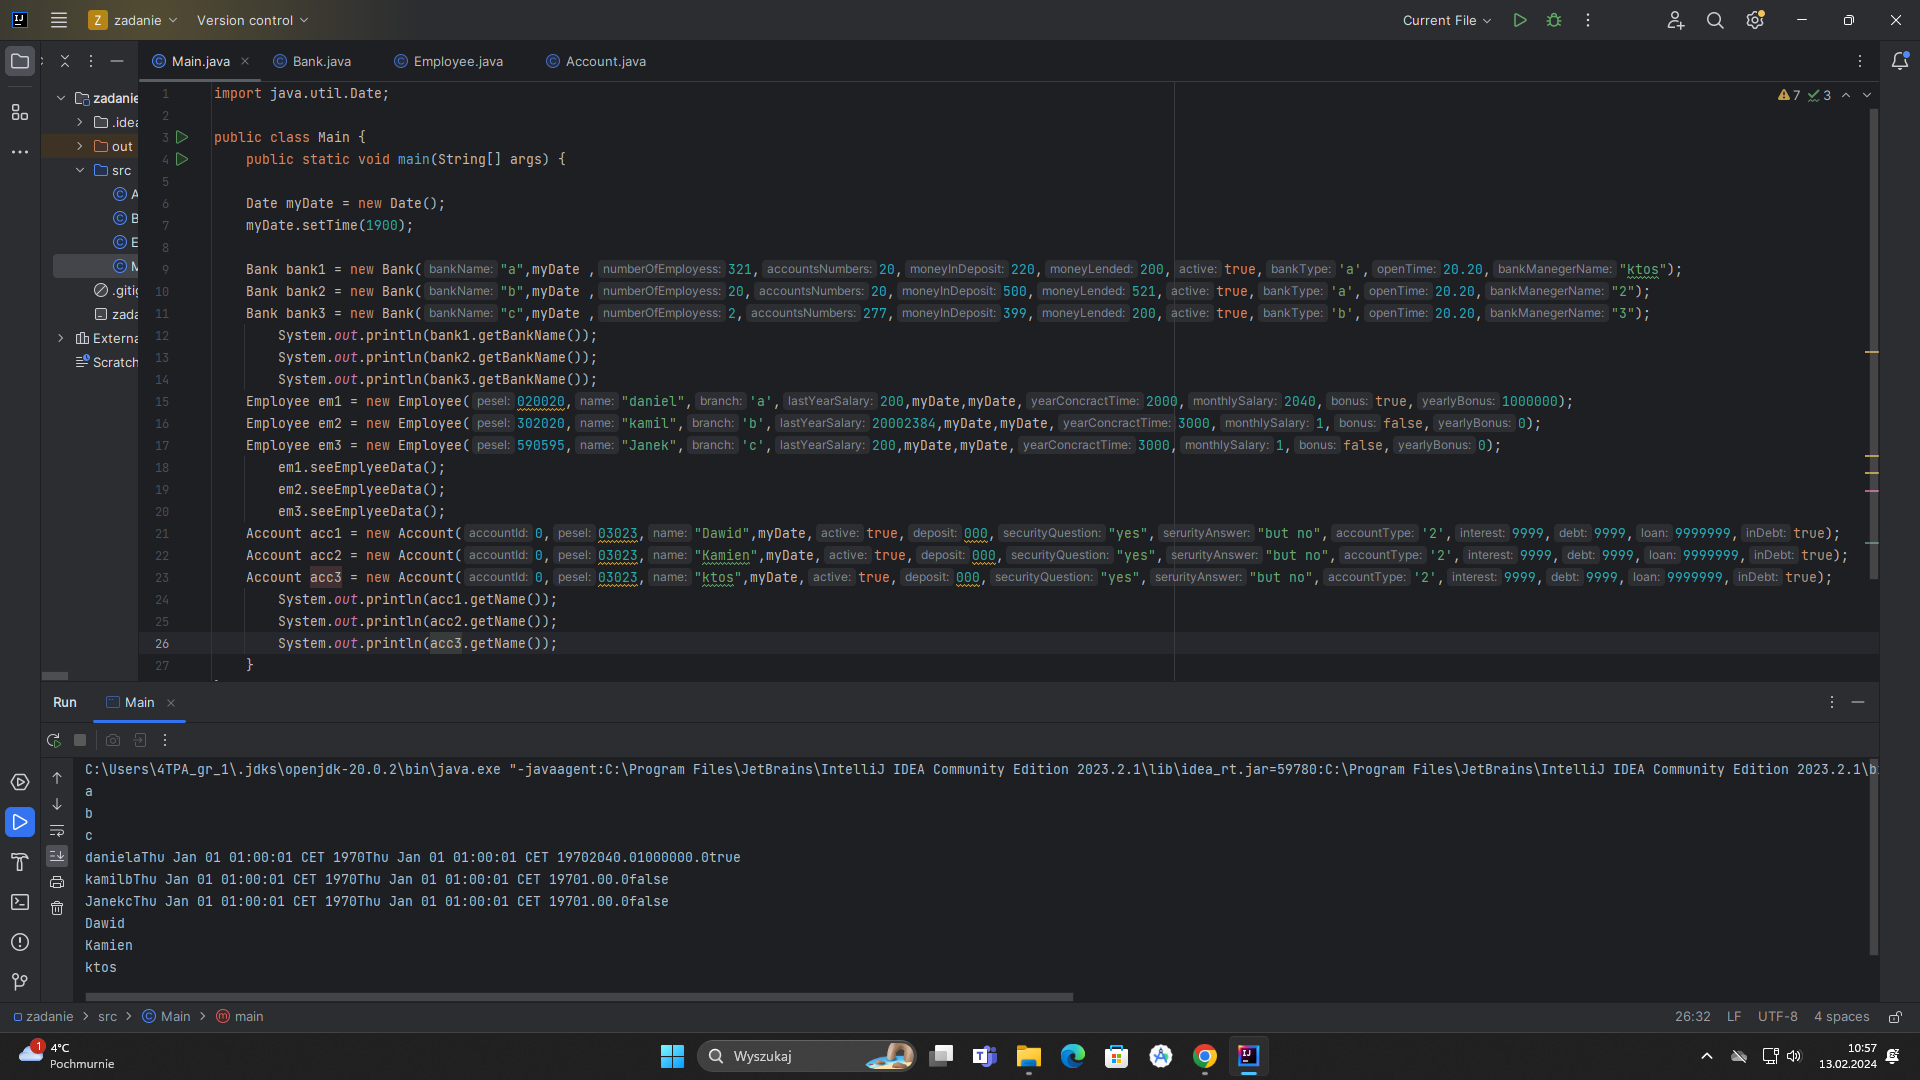 zadanie
Version control
Current File
Main.java
Bank.java
Employee.java
Account.java
zadanie
.idea
out
src
A
B
E
M
.gitig
zada
Externa
Scratch
7 3
1 import java.util.Date;
2
3 public class Main {
4 public static void main(String[] args) {
5
6 Date myDate = new Date();
7 myDate.setTime(1900);
8
9 Bank bank1 = new Bank( bankName: "a",myDate , numberOfEmployess: 321, accountsNumbers: 20, moneyInDeposit: 220, moneyLended: 200, active: true, bankType: 'a', openTime: 20.20, bankManegerName: "ktos");
10 Bank bank2 = new Bank( bankName: "b",myDate , numberOfEmployess: 20, accountsNumbers: 20, moneyInDeposit: 500, moneyLended: 521, active: true, bankType: 'a', openTime: 20.20, bankManegerName: "2");
11 Bank bank3 = new Bank( bankName: "c",myDate , numberOfEmployess: 2, accountsNumbers: 277, moneyInDeposit: 399, moneyLended: 200, active: true, bankType: 'b', openTime: 20.20, bankManegerName: "3");
12 System.out.println(bank1.getBankName());
13 System.out.println(bank2.getBankName());
14 System.out.println(bank3.getBankName());
15 Employee em1 = new Employee( pesel: 020020, name: "daniel", branch: 'a', lastYearSalary: 200,myDate,myDate, yearConcractTime: 2000, monthlySalary: 2040, bonus: true, yearlyBonus: 1000000);
16 Employee em2 = new Employee( pesel: 302020, name: "kamil", branch: 'b', lastYearSalary: 20002384,myDate,myDate, yearConcractTime: 3000, monthlySalary: 1, bonus: false, yearlyBonus: 0);
17 Employee em3 = new Employee( pesel: 590595, name: "Janek", branch: 'c', lastYearSalary: 200,myDate,myDate, yearConcractTime: 3000, monthlySalary: 1, bonus: false, yearlyBonus: 0);
18 em1.seeEmplyeeData();
19 em2.seeEmplyeeData();
20 em3.seeEmplyeeData();
21 Account acc1 = new Account( accountId: 0, pesel: 03023, name: "Dawid",myDate, active: true, deposit: 000, securityQuestion: "yes", serurityAnswer: "but no", accountType: '2', interest: 9999, debt: 9999, loan: 9999999, inDebt: true);
22 Account acc2 = new Account( accountId: 0, pesel: 03023, name: "Kamien",myDate, active: true, deposit: 000, securityQuestion: "yes", serurityAnswer: "but no", accountType: '2', interest: 9999, debt: 9999, loan: 9999999, inDebt: true);
23 Account acc3 = new Account( accountId: 0, pesel: 03023, name: "ktos",myDate, active: true, deposit: 000, securityQuestion: "yes", serurityAnswer: "but no", accountType: '2', interest: 9999, debt: 9999, loan: 9999999, inDebt: true);
24 System.out.println(acc1.getName());
25 System.out.println(acc2.getName());
26 System.out.println(acc3.getName());
27 }
Run
Main
C:\Users\4TPA_gr_1\.jdks\openjdk-20.0.2\bin\java.exe "-javaagent:C:\Program Files\JetBrains\IntelliJ IDEA Community Edition 2023.2.1\lib\idea_rt.jar=59780:C:\Program Files\JetBrains\IntelliJ IDEA Community Edition 2023.2.1\b
a
b
c
danielaThu Jan 01 01:00:01 CET 1970Thu Jan 01 01:00:01 CET 19702040.01000000.0true
kamilbThu Jan 01 01:00:01 CET 1970Thu Jan 01 01:00:01 CET 19701.00.0false
JanekcThu Jan 01 01:00:01 CET 1970Thu Jan 01 01:00:01 CET 19701.00.0false
Dawid
Kamien
ktos
zadanie > src > Main > main
26:32 LF UTF-8 4 spaces
1
4°C
Pochmurnie
Wyszukaj
10:57
13.02.2024